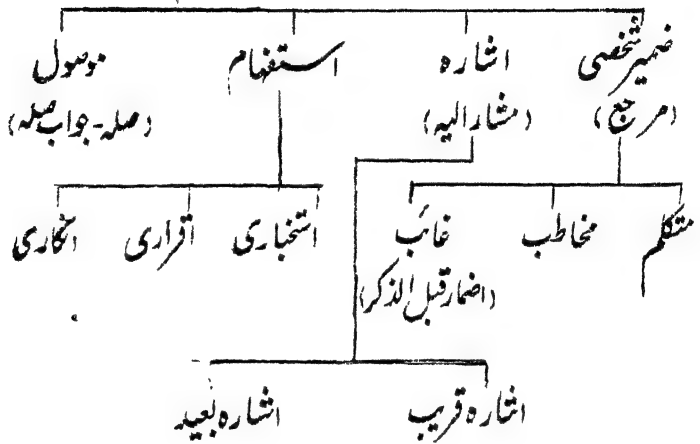 ضمیر شخصی اشارہ استفہام موصول
(مرجع) (مشار الیہ) (صلہ - جواب صلہ)
متکلم مخاطب غائب استخباری اقراری انکاری
(اضمار قبل الذکر)
اشارہ قریب اشارہ بعید